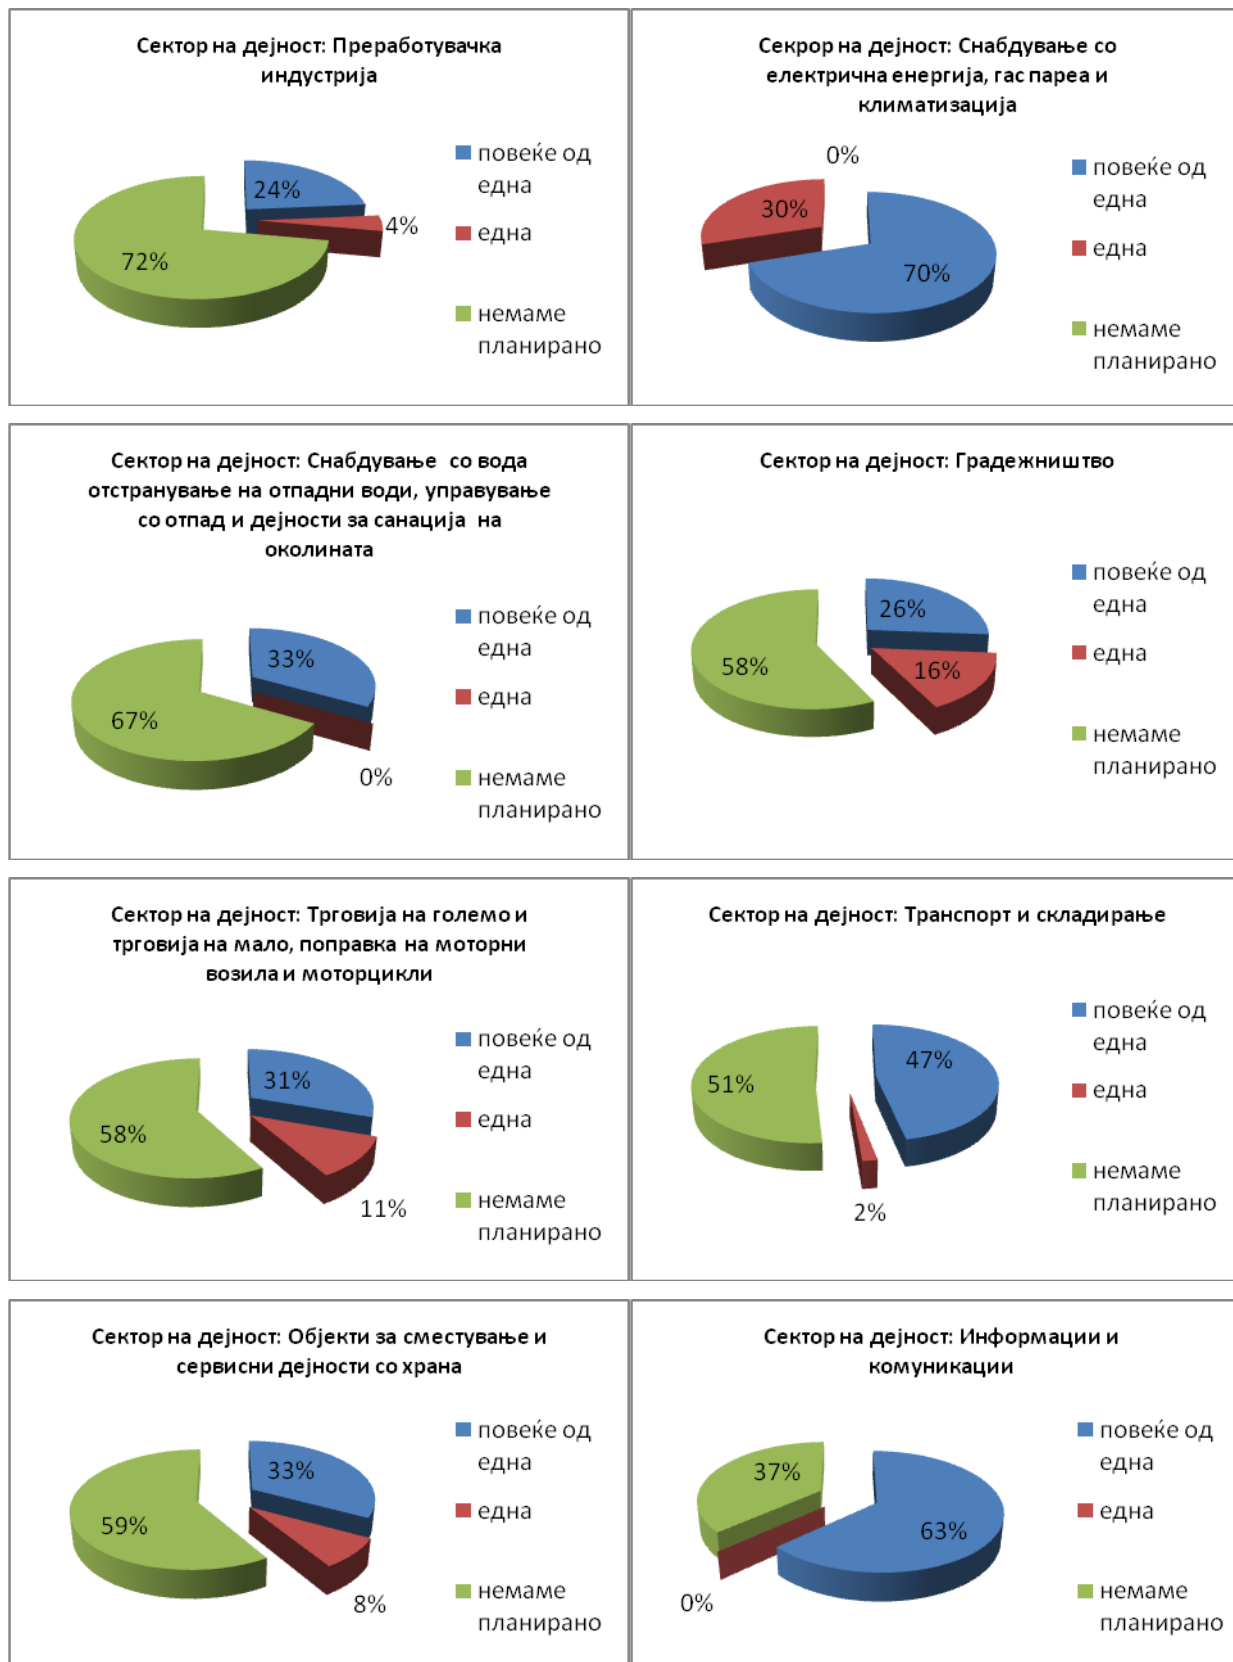 Сектор на дејност: Преработувачка
индустрија
повеќе од
една
една
немаме
планирано
24%
4%
72%
Секрор на дејност: Снабдување со
електрична енергија, гас пареа и
климатизација
0%
30%
70%
повеќе од
една
една
немаме
планирано
Сектор на дејност: Снабдување со вода
отстранување на отпадни води, управување
со отпад и дејности за санација на
околината
33%
67%
0%
повеќе од
една
една
немаме
планирано
Сектор на дејност: Градежништво
26%
16%
58%
повеќе од
една
една
немаме
планирано
Сектор на дејност: Трговија на големо и
трговија на мало, поправка на моторни
возила и моторцикли
31%
58%
11%
повеќе од
една
една
немаме
планирано
Сектор на дејност: Транспорт и складирање
47%
51%
2%
повеќе од
една
една
немаме
планирано
Сектор на дејност: Објекти за сместување и
сервисни дејности со храна
33%
59%
8%
повеќе од
една
една
немаме
планирано
Сектор на дејност: Информации и
комуникации
37%
63%
0%
повеќе од
една
една
немаме
планирано